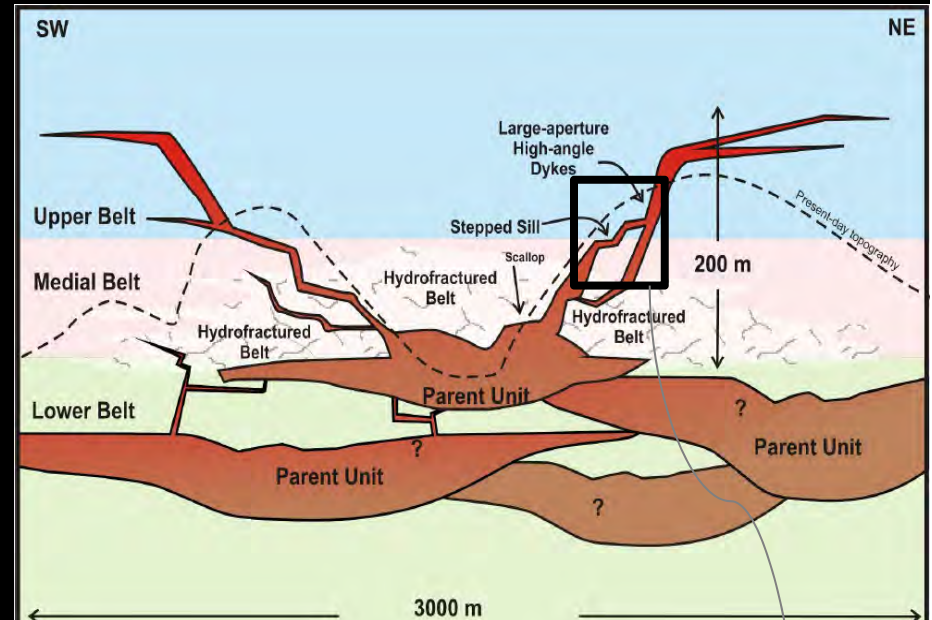 SW
NE
Large-aperture
High-angle
Dykes
Upper Belt
Stepped Sill
Present-day topography
Scallop
200 m
Medial Belt
Hydrofractured
Belt
Hydrofractured
Belt
Hydrofractured
Belt
Parent Unit
Lower Belt
?
?
Parent Unit
Parent Unit
?
3000 m